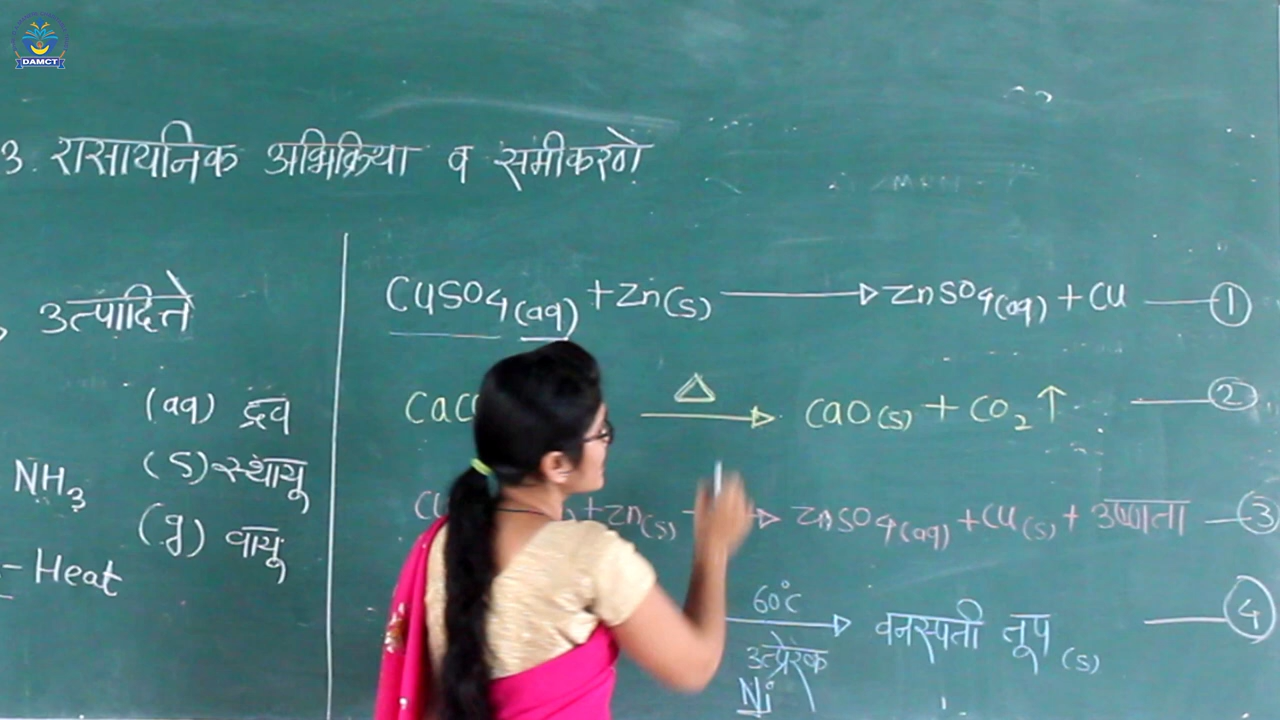 DAMCT
3. रासायनिक अभिक्रिया व समीकरणे
उत्पादिते
(aq) द्रव
(s) स्थायू
NH₃
(g) वायू
- Heat
CuSO₄(aq) + Zn(s) ⟶ ZnSO₄(aq) + Cu — 1
CaC △⟶ CaO(s) + CO₂↑ — 2
+ Zn(s) ⟶ ZnSO₄(aq) + Cu(s) + उष्णता — 3
60°C
⟶ वनस्पती तूप (s) — 4
उत्प्रेरक
Ni